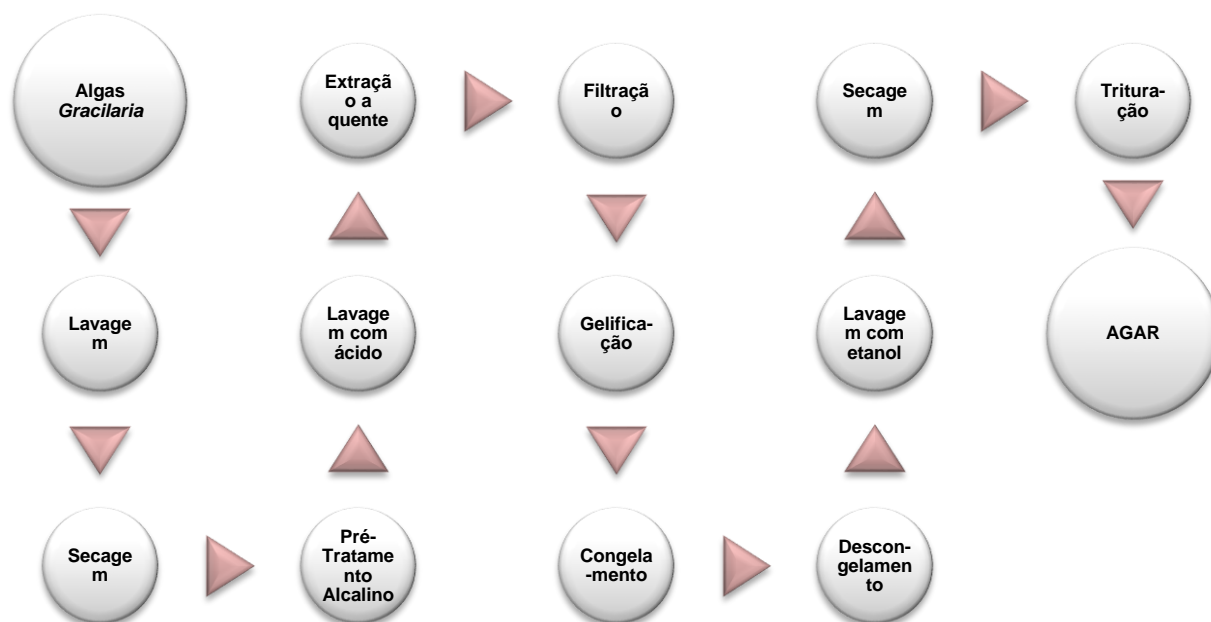 Algas
Gracilaria
Lavage
m
Secage
m
Pré-
Tratame
nto
Alcalino
Lavage
m com
ácido
Extraçã
o a
quente
Filtraçã
o
Gelifica-
ção
Congela
-mento
Descon-
gelamen
to
Lavage
m com
etanol
Secage
m
Tritura-
ção
AGAR